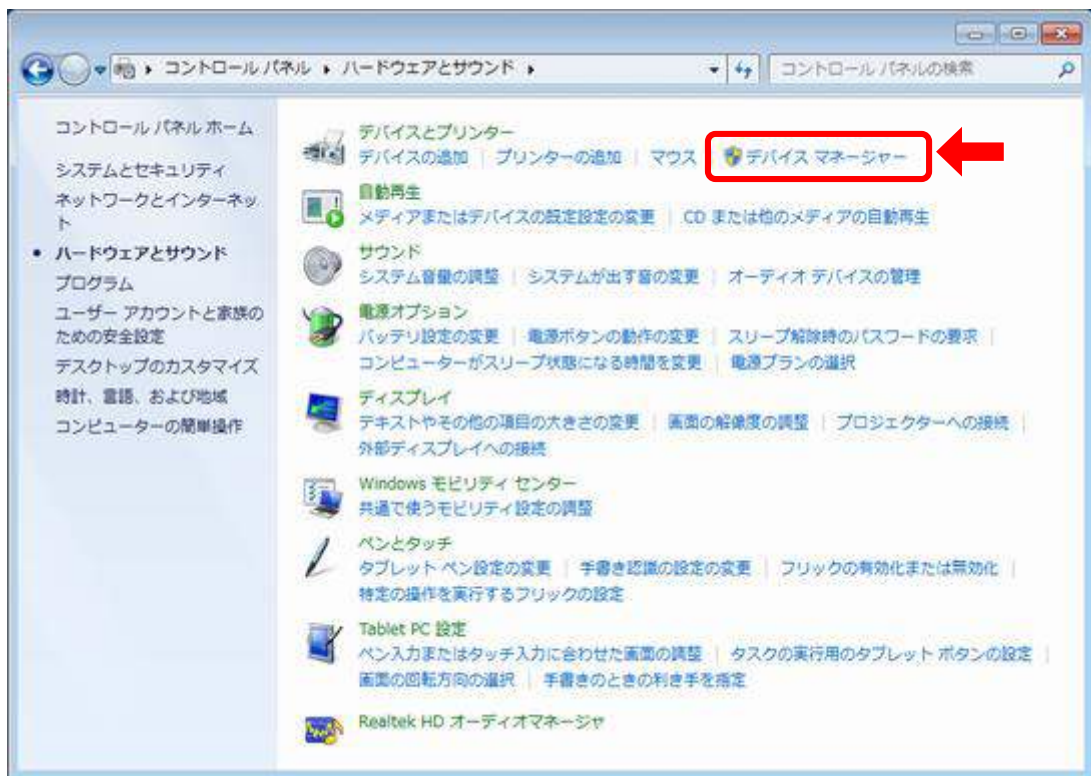 コントロール パネル ▸ ハードウェアとサウンド ▸
コントロール パネルの検索
コントロール パネル ホーム
システムとセキュリティ
ネットワークとインターネッ
ト
• ハードウェアとサウンド
プログラム
ユーザー アカウントと家族の
ための安全設定
デスクトップのカスタマイズ
時計、言語、および地域
コンピューターの簡単操作
デバイスとプリンター
デバイスの追加 | プリンターの追加 | マウス | デバイス マネージャー
自動再生
メディアまたはデバイスの既定設定の変更 | CD または他のメディアの自動再生
サウンド
システム音量の調整 | システムが出す音の変更 | オーディオ デバイスの管理
電源オプション
バッテリ設定の変更 | 電源ボタンの動作の変更 | スリープ解除時のパスワードの要求 |
コンピューターがスリープ状態になる時間を変更 | 電源プランの選択
ディスプレイ
テキストやその他の項目の大きさの変更 | 画面の解像度の調整 | プロジェクターへの接続 |
外部ディスプレイへの接続
Windows モビリティ センター
共通で使うモビリティ設定の調整
ペンとタッチ
タブレット ペン設定の変更 | 手書き認識の設定の変更 | フリックの有効化または無効化 |
特定の操作を実行するフリックの設定
Tablet PC 設定
ペン入力またはタッチ入力に合わせた画面の調整 | タスクの実行用のタブレット ボタンの設定 |
画面の回転方向の選択 | 手書きのときの利き手を指定
Realtek HD オーディオマネージャ